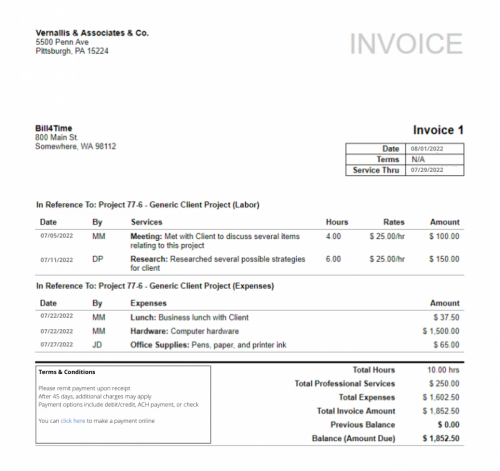 Vernallis & Associates & Co.
5500 Penn Ave
Pittsburgh, PA 15224
INVOICE
Bill4Time
800 Main St.
Somewhere, WA 98112
Invoice 1
Date 08/01/2022
Terms N/A
Service Thru 07/29/2022
In Reference To: Project 77-6 - Generic Client Project (Labor)
Date By Services Hours Rates Amount
07/05/2022 MM Meeting: Met with Client to discuss several items 4.00 $ 25.00/hr $ 100.00
relating to this project
07/11/2022 DP Research: Researched several possible strategies 6.00 $ 25.00/hr $ 150.00
for client
In Reference To: Project 77-6 - Generic Client Project (Expenses)
Date By Expenses Amount
07/22/2022 MM Lunch: Business lunch with Client $ 37.50
07/22/2022 MM Hardware: Computer hardware $ 1,500.00
07/27/2022 JD Office Supplies: Pens, paper, and printer ink $ 65.00
Terms & Conditions
Please remit payment upon receipt
After 45 days, additional charges may apply
Payment options include debit/credit, ACH payment, or check
You can click here to make a payment online
Total Hours 10.00 hrs
Total Professional Services $ 250.00
Total Expenses $ 1,602.50
Total Invoice Amount $ 1,852.50
Previous Balance $ 0.00
Balance (Amount Due) $ 1,852.50